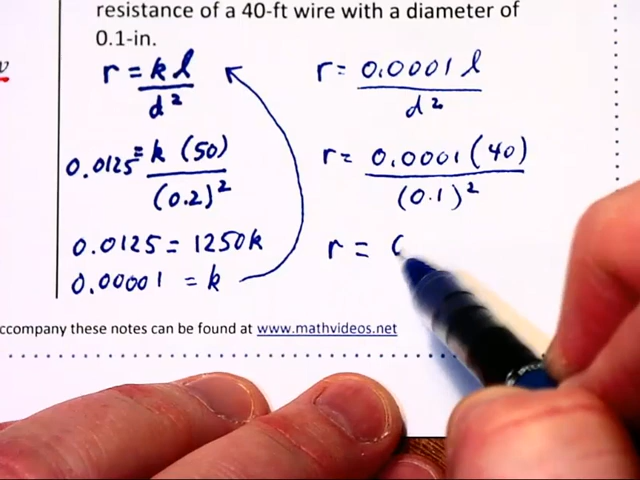 resistance of a 40-ft wire with a diameter of
0.1-in.
r = kl/d²
0.0125 = k (50)/(0.2)²
0.0125 = 1250k
0.00001 = k
r = 0.0001 l/d²
r = 0.0001 (40)/(0.1)²
r = 0
ccompany these notes can be found at www.mathvideos.net